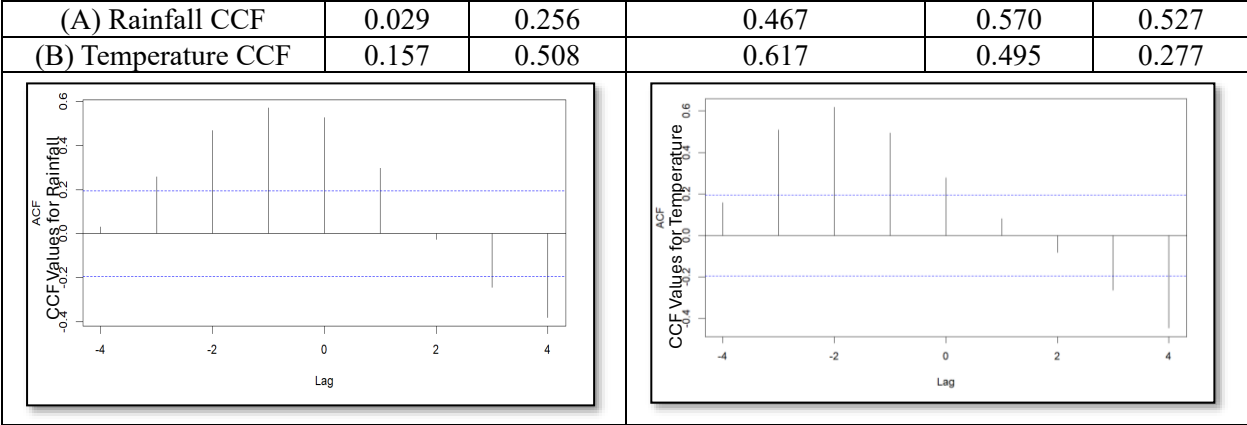 (A) Rainfall CCF 0.029 0.256 0.467 0.570 0.527
(B) Temperature CCF 0.157 0.508 0.617 0.495 0.277
ACF
CCF Values for Rainfall
0.6
0.4
0.2
0.0
-0.2
-0.4
-4 -2 0 2 4
Lag
ACF
CCF Values for Temperature
0.6
0.4
0.2
0.0
-0.2
-0.4
-4 -2 0 2 4
Lag